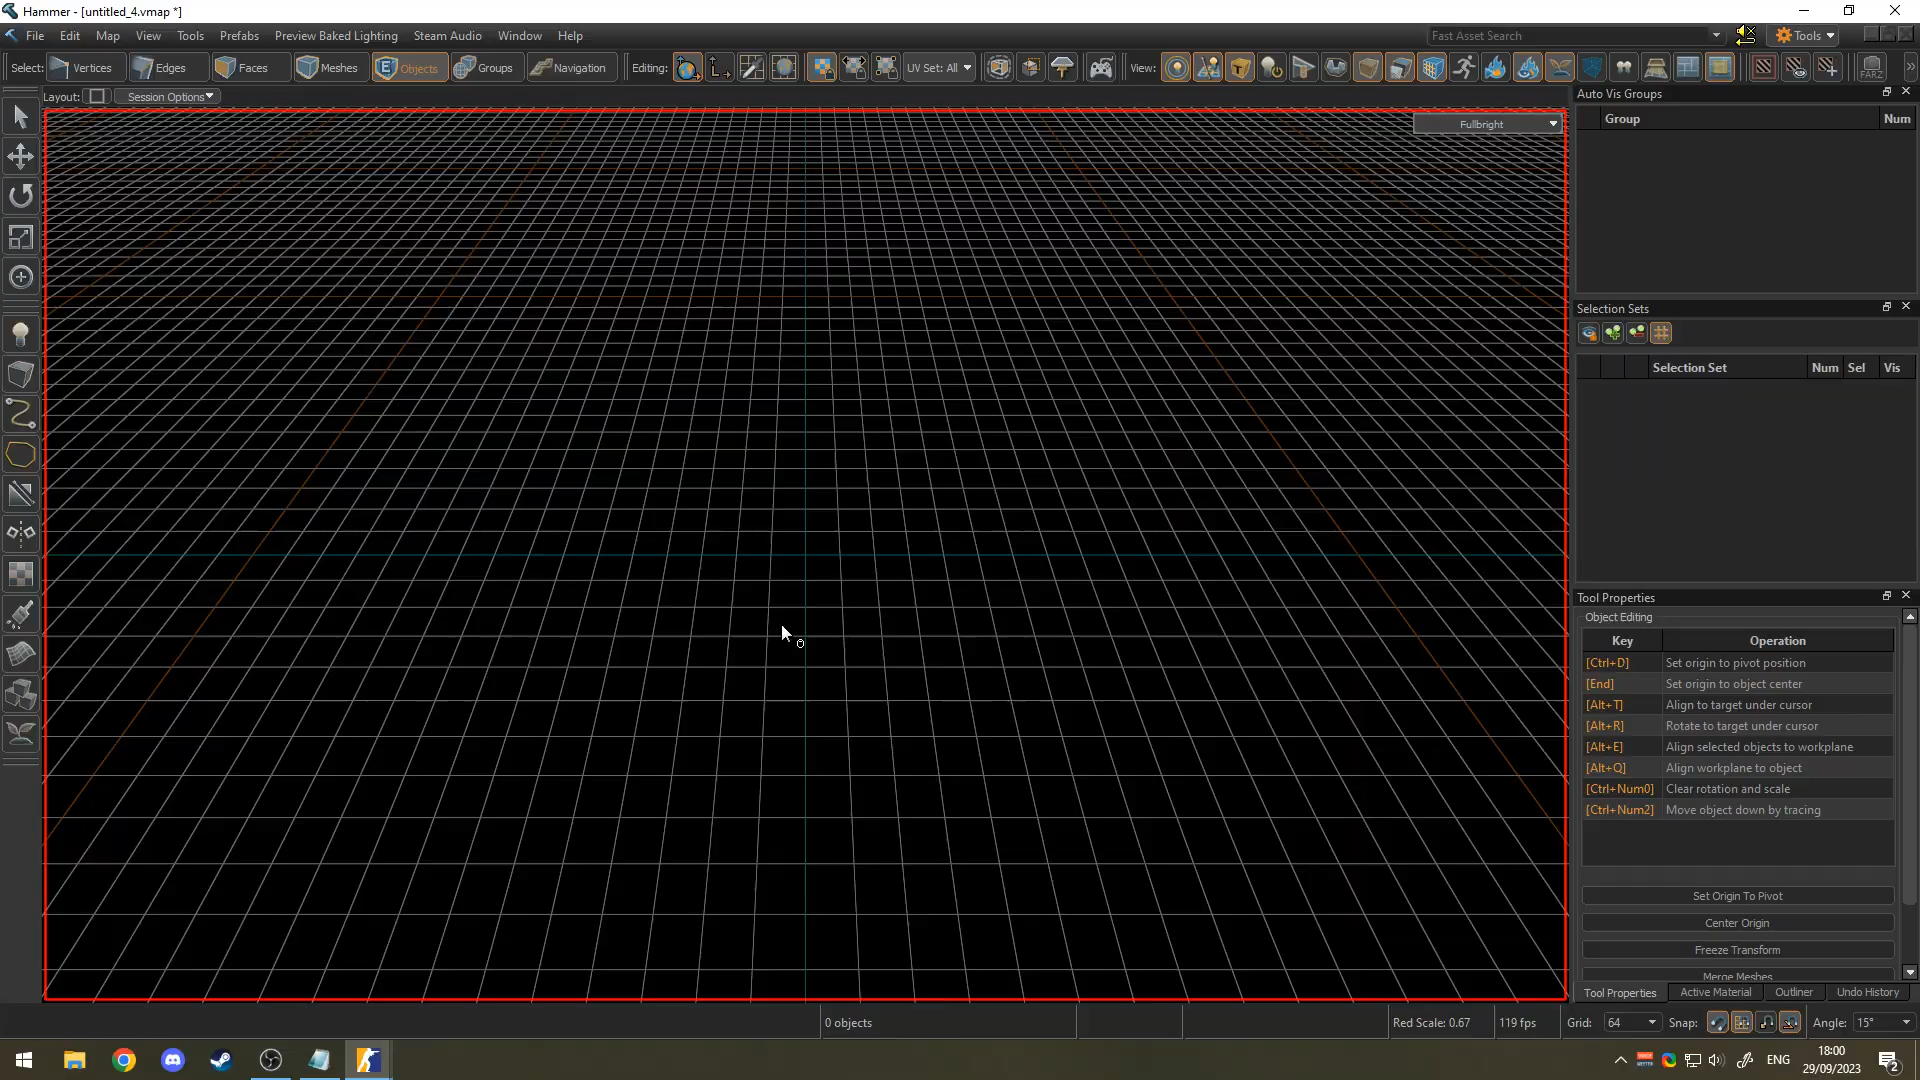 Hammer - [untitled_4.vmap *]
File Edit Map View Tools Prefabs Preview Baked Lighting Steam Audio Window Help
Fast Asset Search
Tools
Select: Vertices Edges Faces Meshes Objects Groups Navigation Editing: UV Set: All View: FARZ
Layout: Session Options
Fullbright
Auto Vis Groups
Group Num
Selection Sets
Selection Set Num Sel Vis
Tool Properties
Object Editing
Key Operation
[Ctrl+D] Set origin to pivot position
[End] Set origin to object center
[Alt+T] Align to target under cursor
[Alt+R] Rotate to target under cursor
[Alt+E] Align selected objects to workplane
[Alt+Q] Align workplane to object
[Ctrl+Num0] Clear rotation and scale
[Ctrl+Num2] Move object down by tracing
Set Origin To Pivot
Center Origin
Freeze Transform
Merge Meshes
Tool Properties Active Material Outliner Undo History
0 objects Red Scale: 0.67 119 fps Grid: 64 Snap: Angle: 15°
ENG
18:00
29/09/2023
2